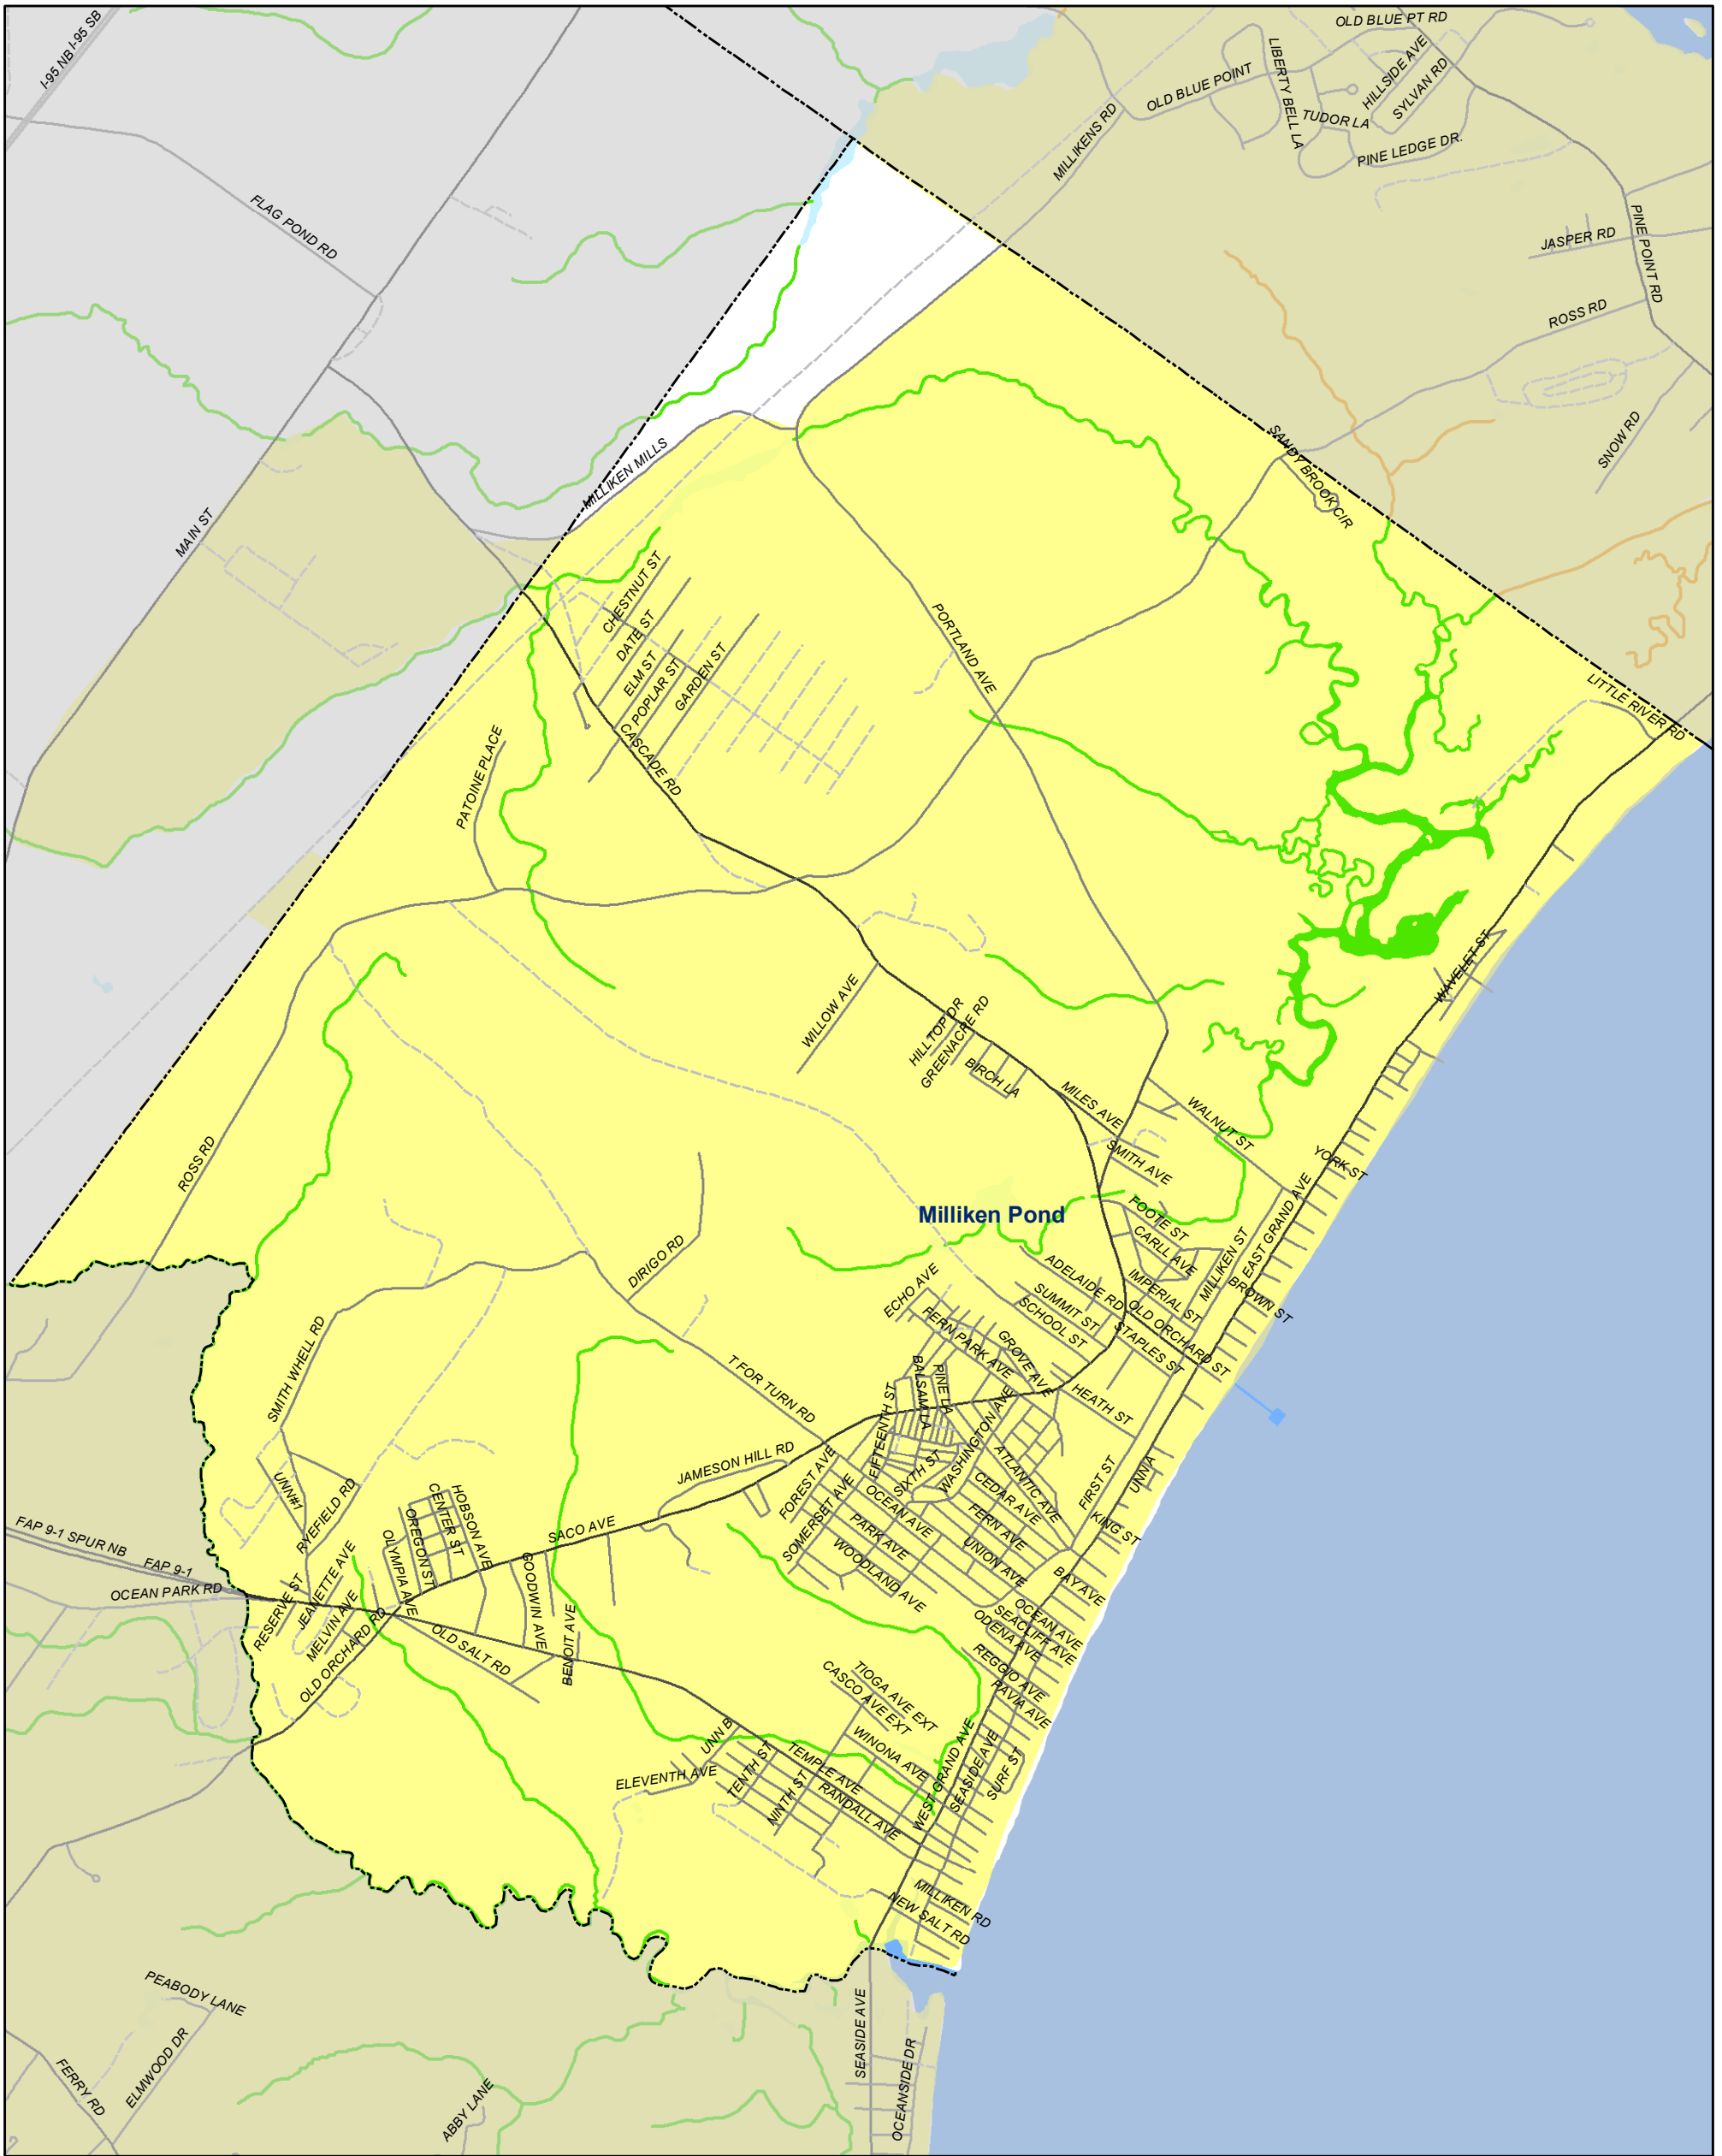 I-95 NB I-95 SB
OLD BLUE PT RD
LIBERTY BELL LA
HILLSIDE AVE
SYLVAN RD
OLD BLUE POINT
TUDOR LA
PINE LEDGE DR.
MILLIKENS RD
FLAG POND RD
PINE POINT RD
JASPER RD
ROSS RD
SNOW RD
SANDY BROOK CIR
MILLIKEN MILLS
MAIN ST
CHESTNUT ST
DATE ST
ELM ST
POPLAR ST
GARDEN ST
CASCADE RD
PORTLAND AVE
LITTLE RIVER RD
PATOINE PLACE
WAVELET ST
WILLOW AVE
HILLTOP DR
GREENACRE RD
BIRCH LA
MILES AVE
WALNUT ST
SMITH AVE
YORK ST
ROSS RD
Milliken Pond
FOOTE ST
CARLL AVE
MILLIKEN ST
EAST GRAND AVE
BROWN ST
DIRIGO RD
ADELAIDE RD
IMPERIAL ST
OLD ORCHARD ST
ECHO AVE
SUMMIT ST
SCHOOL ST
STAPLES ST
FERN PARK AVE
GROVE AVE
SMITH WHELL RD
T FOR TURN RD
BALSAM LA
PINE LA
HEATH ST
FIFTEENTH ST
WASHINGTON AVE
JAMESON HILL RD
SIXTH ST
ATLANTIC AVE
FIRST ST
UNN/A
UNN#1
RYEFIELD RD
CENTER ST
HOBSON AVE
OREGON ST
OLYMPIA AVE
FOREST AVE
SOMERSET AVE
OCEAN AVE
CEDAR AVE
PARK AVE
FERN AVE
KING ST
WOODLAND AVE
UNION AVE
SACO AVE
FAP 9-1 SPUR NB
FAP 9-1
OCEAN PARK RD
RESERVE ST
JEANETTE AVE
MELVIN AVE
GOODWIN AVE
BENOIT AVE
BAY AVE
OLD ORCHARD RD
OLD SALT RD
OCEAN AVE
SEACLIFF AVE
ODENA AVE
REGGIO AVE
PAVIA AVE
TIOGA AVE EXT
CASCO AVE EXT
WINONA AVE
WEST GRAND AVE
SEASIDE AVE
SURF ST
UNN B
TENTH ST
TEMPLE AVE
ELEVENTH AVE
NINTH ST
RANDALL AVE
MILLIKEN RD
NEW SALT RD
PEABODY LANE
ELMWOOD DR
FERRY RD
ABBY LANE
SEASIDE AVE
OCEANSIDE DR